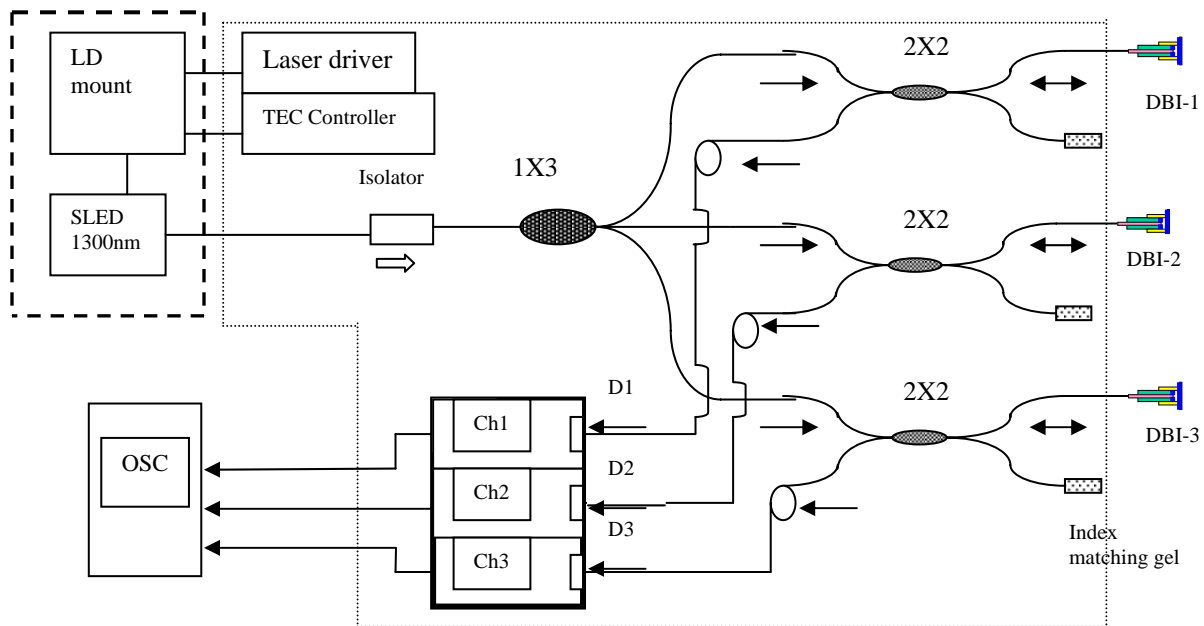 LD
mount
Laser driver
TEC Controller
SLED
1300nm
Isolator
1X3
2X2
DBI-1
2X2
DBI-2
2X2
DBI-3
Index
matching gel
D1
D2
D3
Ch1
Ch2
Ch3
OSC